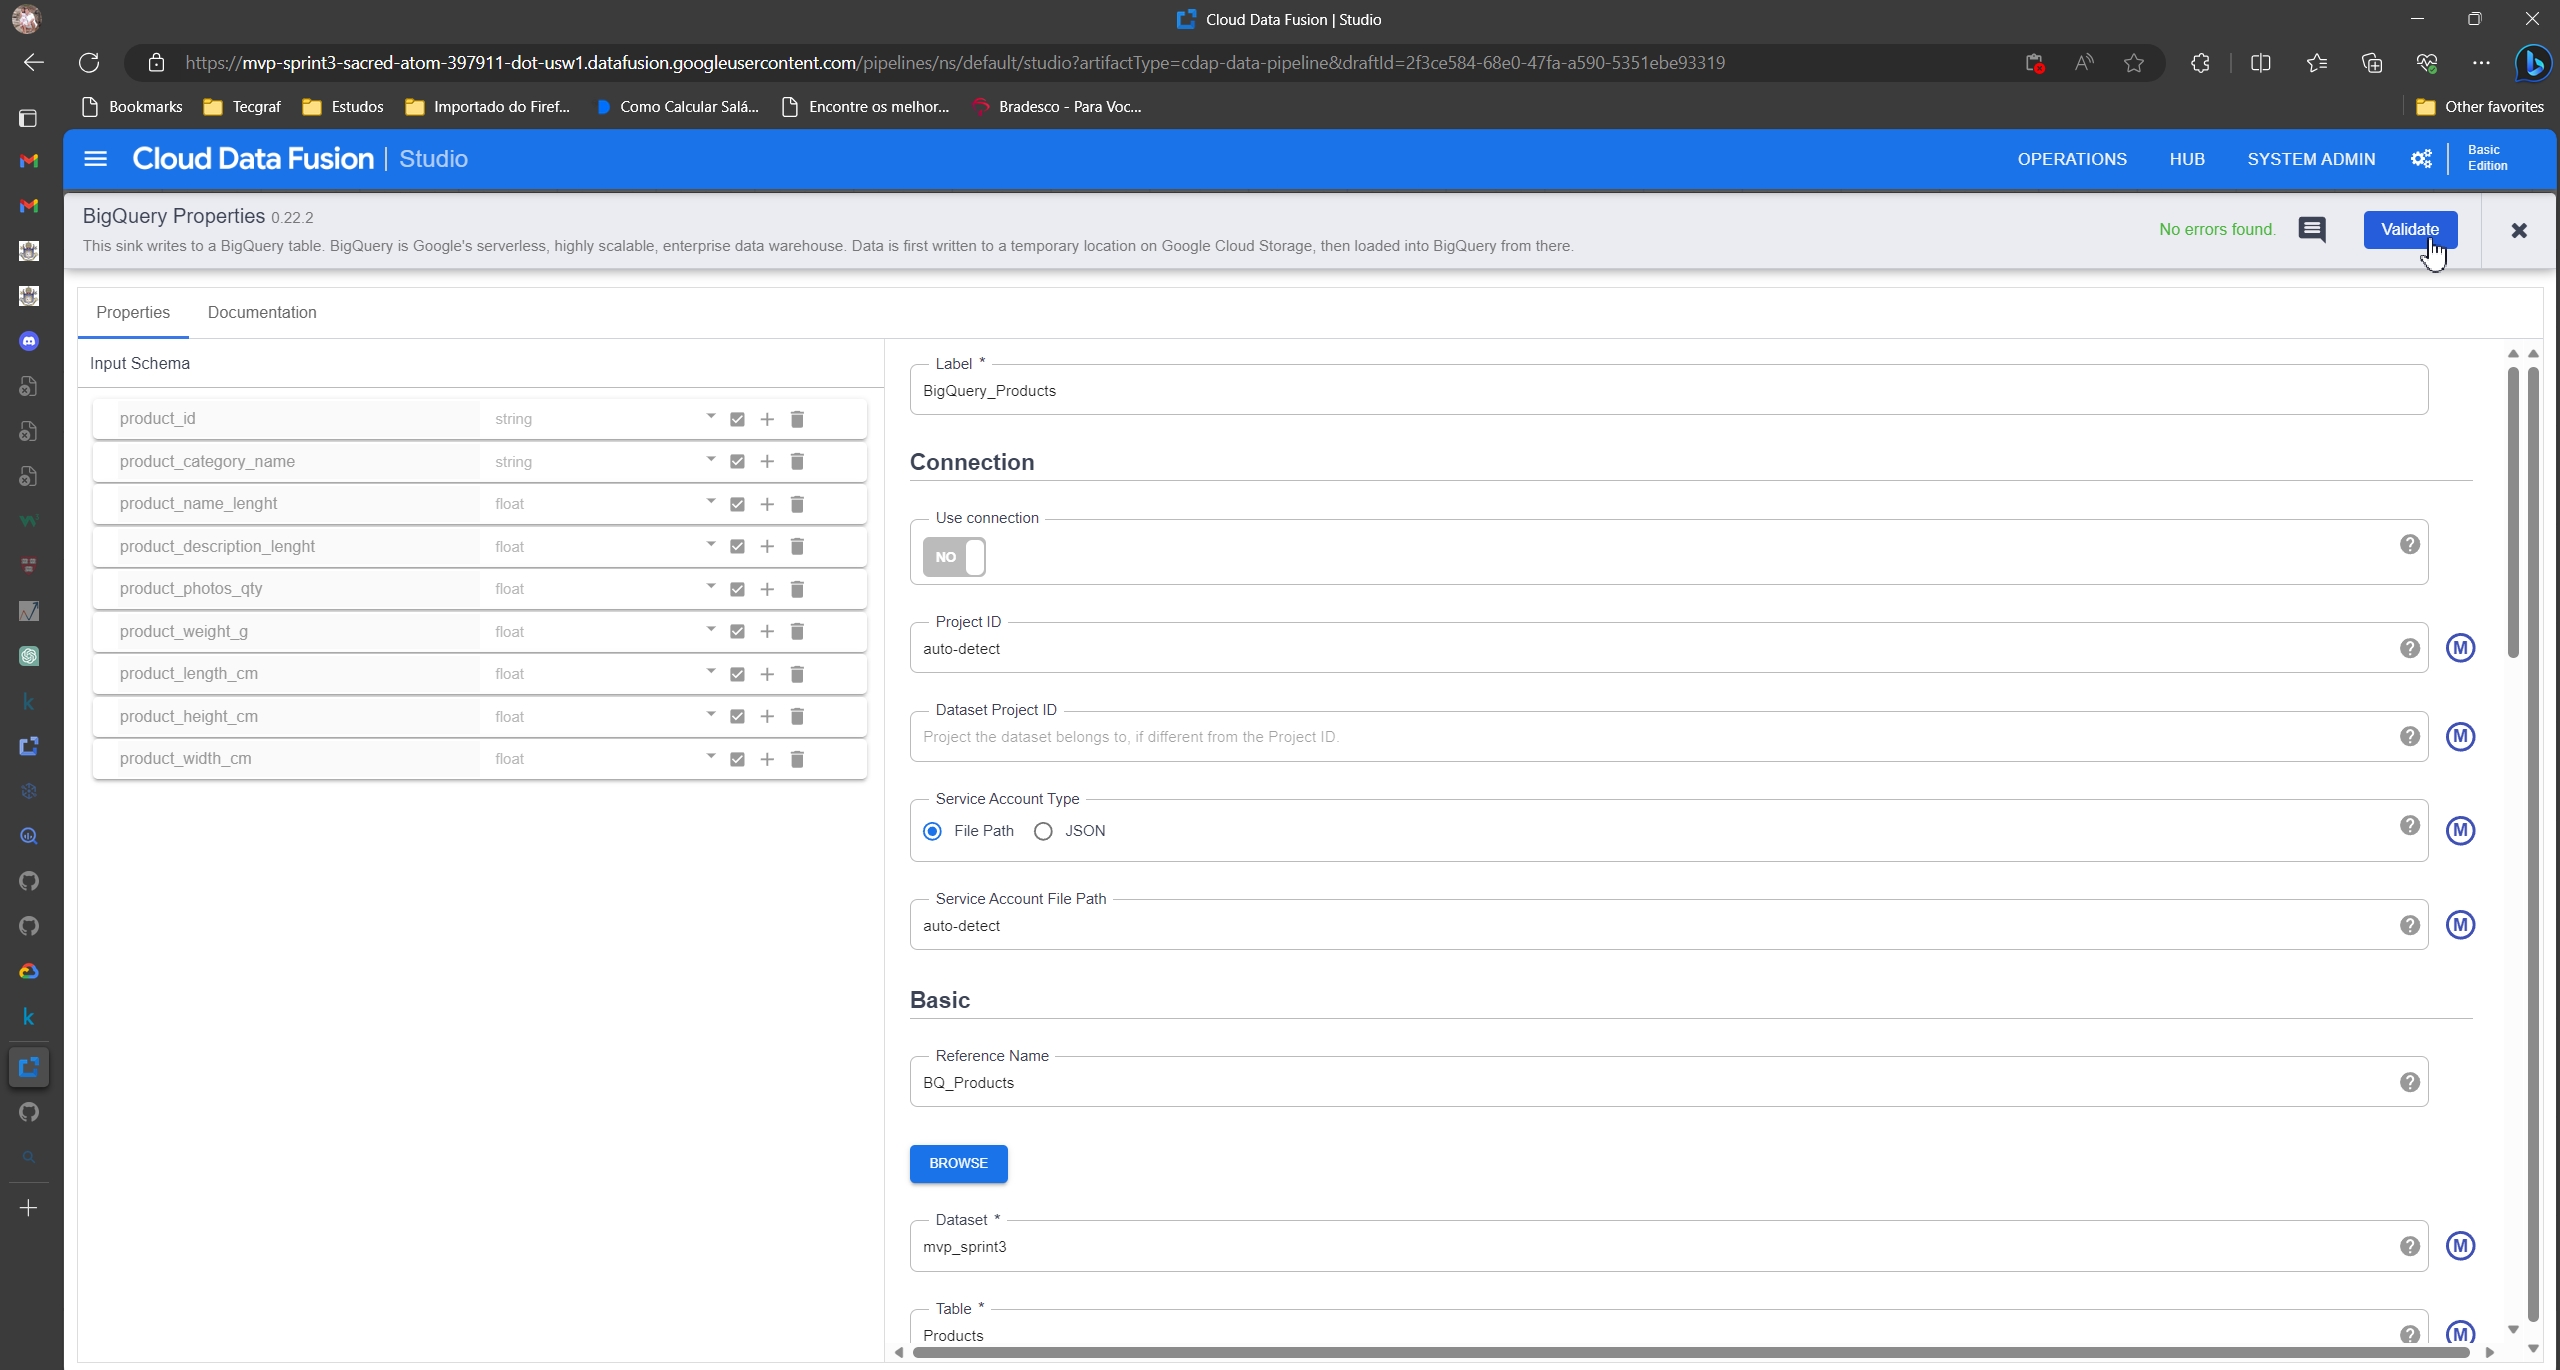 Cloud Data Fusion | Studio
https://mvp-sprint3-sacred-atom-397911-dot-usw1.datafusion.googleusercontent.com/pipelines/ns/default/studio?artifactType=cdap-data-pipeline&draftId=2f3ce584-68e0-47fa-a590-5351ebe93319
Bookmarks Tecgraf Estudos Importado do Firef... Como Calcular Salá... Encontre os melhor... Bradesco - Para Voc... Other favorites
Cloud Data Fusion | Studio OPERATIONS HUB SYSTEM ADMIN Basic
Edition
BigQuery Properties 0.22.2
No errors found. Validate
This sink writes to a BigQuery table. BigQuery is Google's serverless, highly scalable, enterprise data warehouse. Data is first written to a temporary location on Google Cloud Storage, then loaded into BigQuery from there.
Properties Documentation
Input Schema
product_id string
product_category_name string
product_name_lenght float
product_description_lenght float
product_photos_qty float
product_weight_g float
product_length_cm float
product_height_cm float
product_width_cm float
Label *
BigQuery_Products
Connection
Use connection
NO
Project ID
auto-detect
M
Dataset Project ID
Project the dataset belongs to, if different from the Project ID.
M
Service Account Type
File Path JSON
M
Service Account File Path
auto-detect
M
Basic
Reference Name
BQ_Products
BROWSE
Dataset *
mvp_sprint3
M
Table *
Products
M